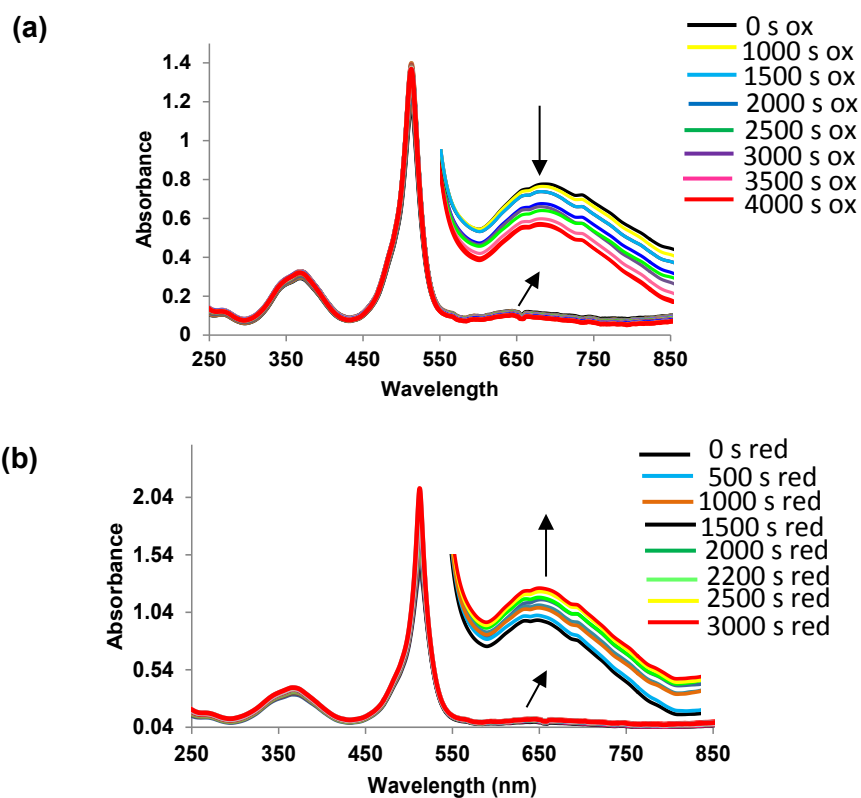 (a)
0 s ox
1000 s ox
1500 s ox
2000 s ox
2500 s ox
3000 s ox
3500 s ox
4000 s ox
Absorbance
1.4
1.2
1
0.8
0.6
0.4
0.2
0
250 350 450 550 650 750 850
Wavelength
(b)
0 s red
500 s red
1000 s red
1500 s red
2000 s red
2200 s red
2500 s red
3000 s red
Absorbance
2.04
1.54
1.04
0.54
0.04
250 350 450 550 650 750 850
Wavelength (nm)